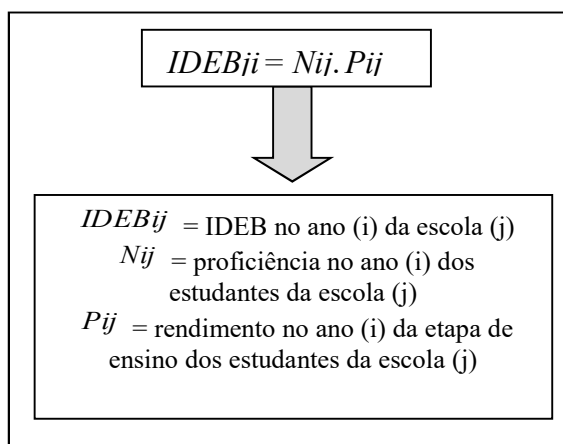 IDEBji = Nij. Pij
IDEBij = IDEB no ano (i) da escola (j)
Nij = proficiência no ano (i) dos
estudantes da escola (j)
Pij = rendimento no ano (i) da etapa de
ensino dos estudantes da escola (j)